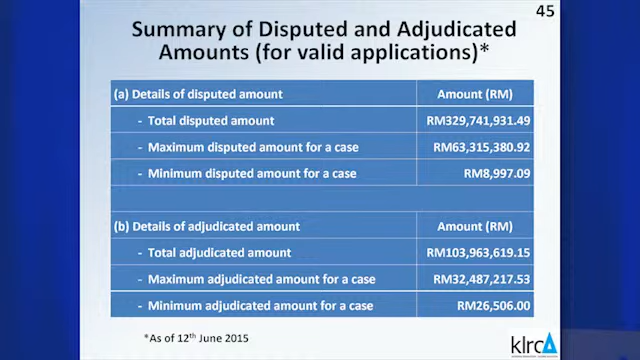 45
Summary of Disputed and Adjudicated
Amounts (for valid applications)*
(a) Details of disputed amount Amount (RM)
- Total disputed amount RM329,741,931.49
- Maximum disputed amount for a case RM63,315,380.92
- Minimum disputed amount for a case RM8,997.09
(b) Details of adjudicated amount Amount (RM)
- Total adjudicated amount RM103,963,619.15
- Maximum adjudicated amount for a case RM32,487,217.53
- Minimum adjudicated amount for a case RM26,506.00
*As of 12th June 2015
klrcA